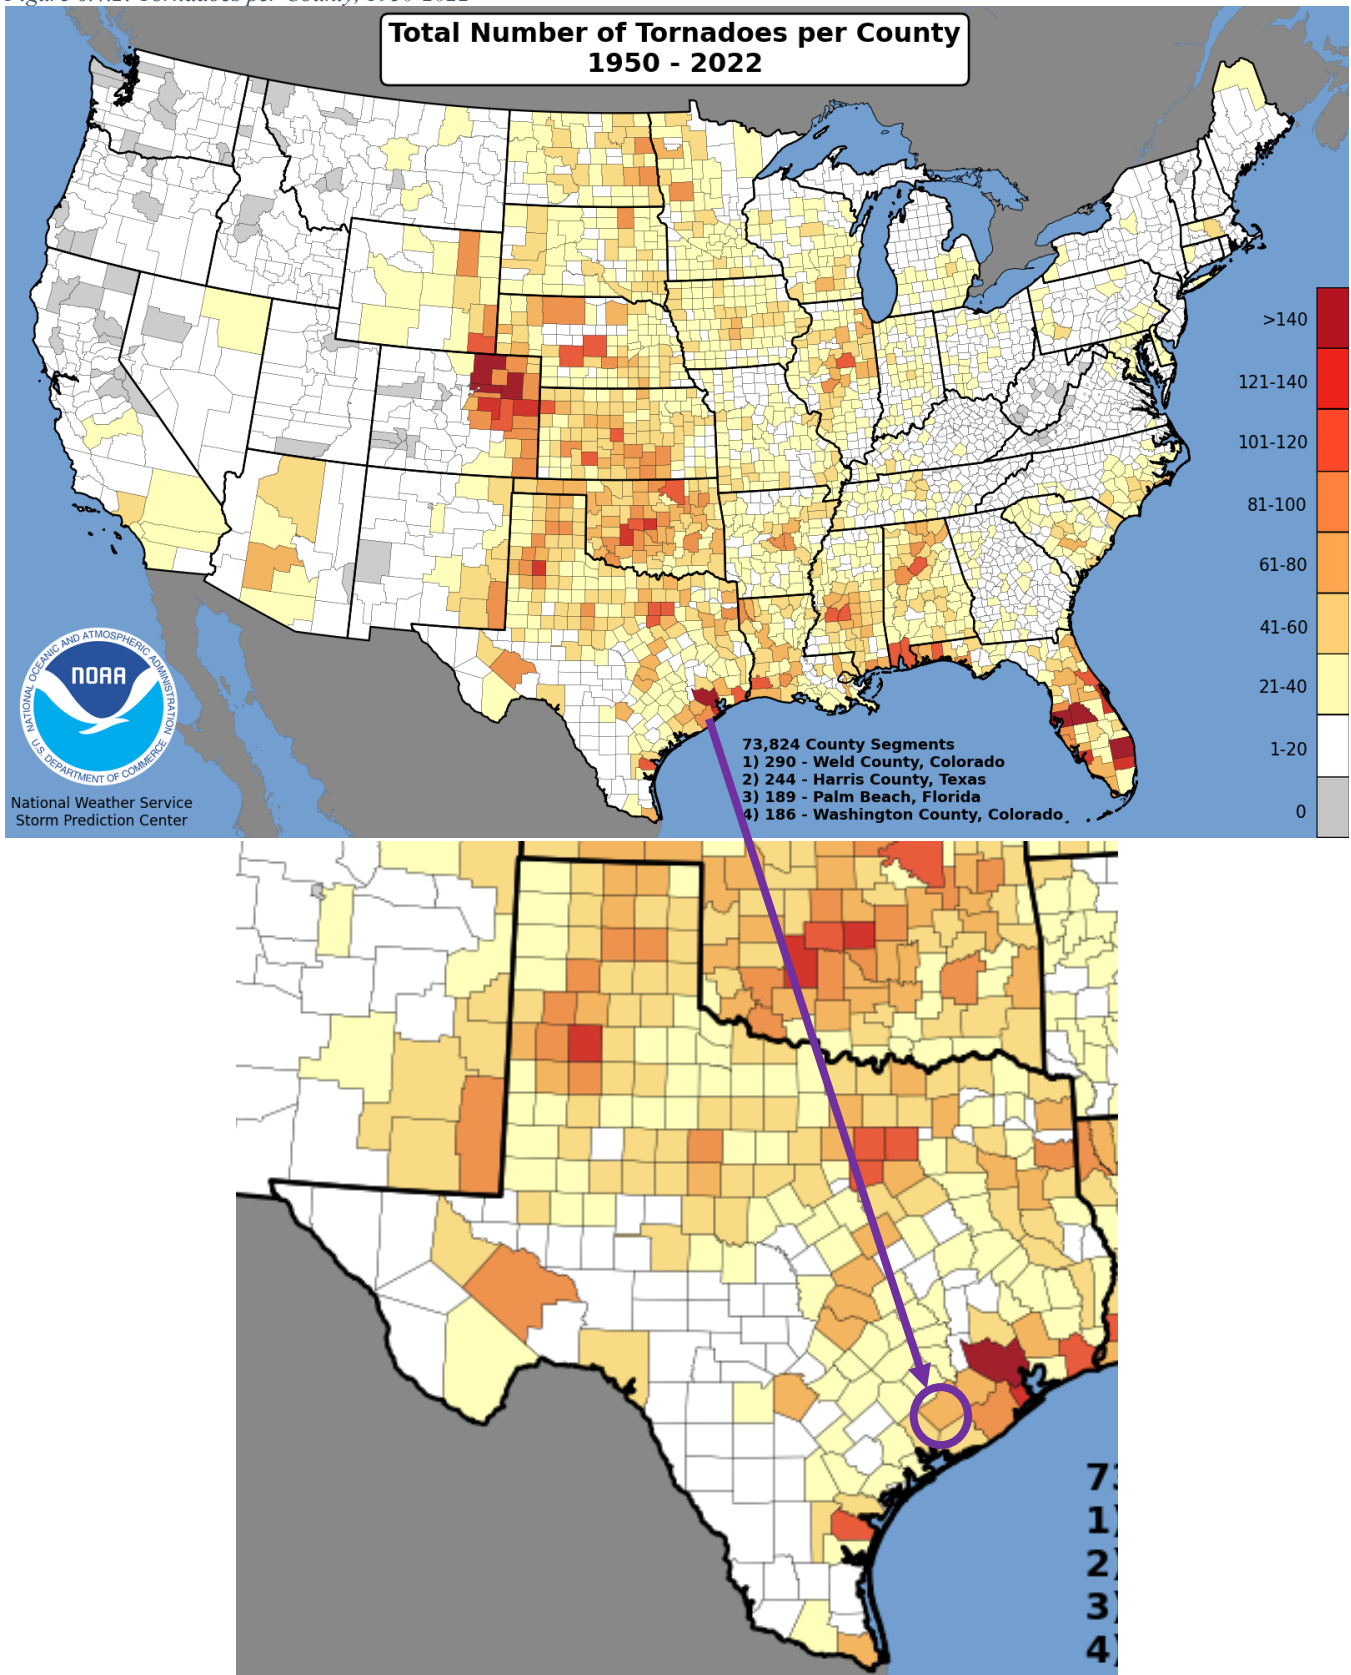 Total Number of Tornadoes per County
1950 - 2022
>140
121-140
101-120
81-100
61-80
41-60
21-40
1-20
0
NATIONAL OCEANIC AND ATMOSPHERIC ADMINISTRATION
NOAA
U.S. DEPARTMENT OF COMMERCE
National Weather Service
Storm Prediction Center
73,824 County Segments
1) 290 - Weld County, Colorado
2) 244 - Harris County, Texas
3) 189 - Palm Beach, Florida
4) 186 - Washington County, Colorado
73
1)
2)
3)
4)